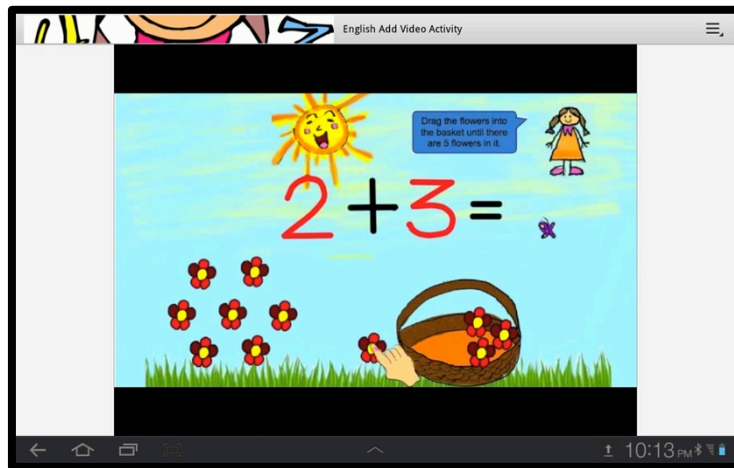 English Add Video Activity
Drag the flowers into
the basket until there
are 5 flowers in it.
2+3=
10:13 PM